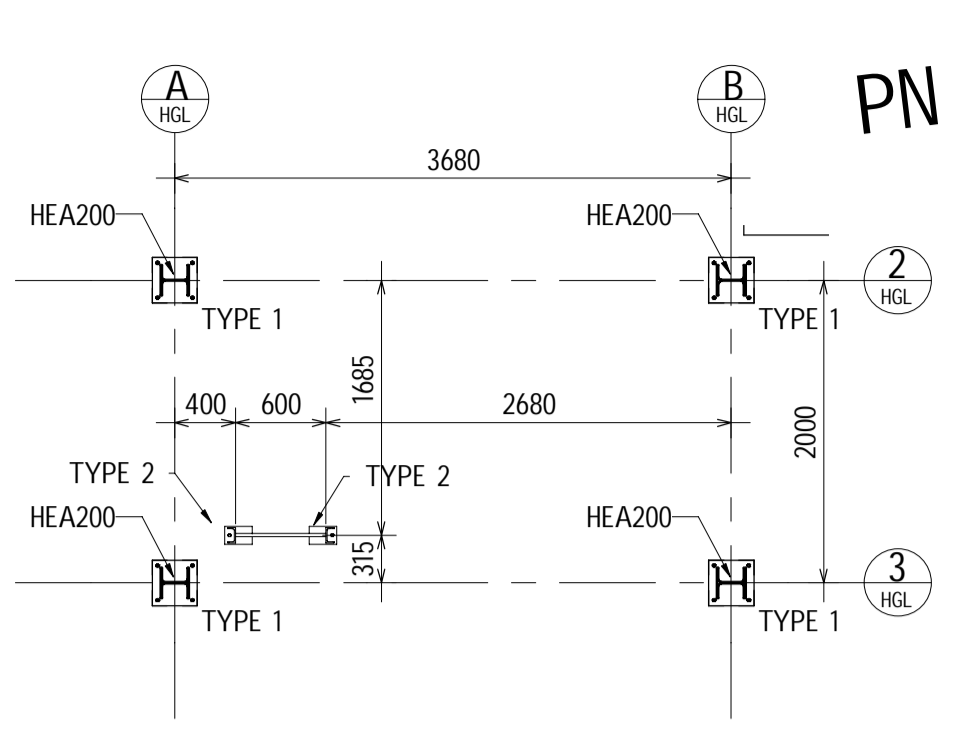 A
HGL
B
HGL
PN
3680
HEA200
HEA200
2
HGL
TYPE 1
TYPE 1
1685
400
600
2680
2000
TYPE 2
TYPE 2
HEA200
HEA200
315
3
HGL
TYPE 1
TYPE 1